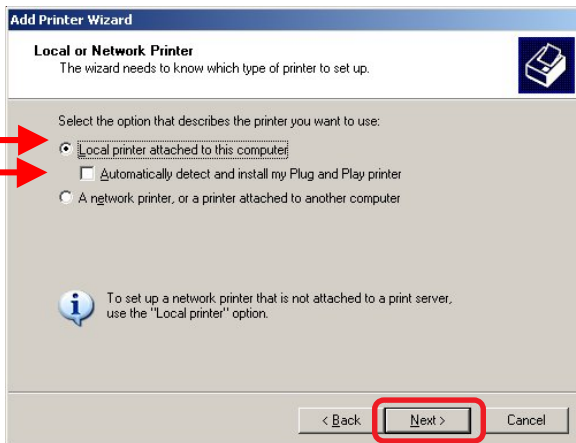 Add Printer Wizard
Local or Network Printer
The wizard needs to know which type of printer to set up.
Select the option that describes the printer you want to use:
Local printer attached to this computer
Automatically detect and install my Plug and Play printer
A network printer, or a printer attached to another computer
To set up a network printer that is not attached to a print server,
use the "Local printer" option.
< Back Next > Cancel